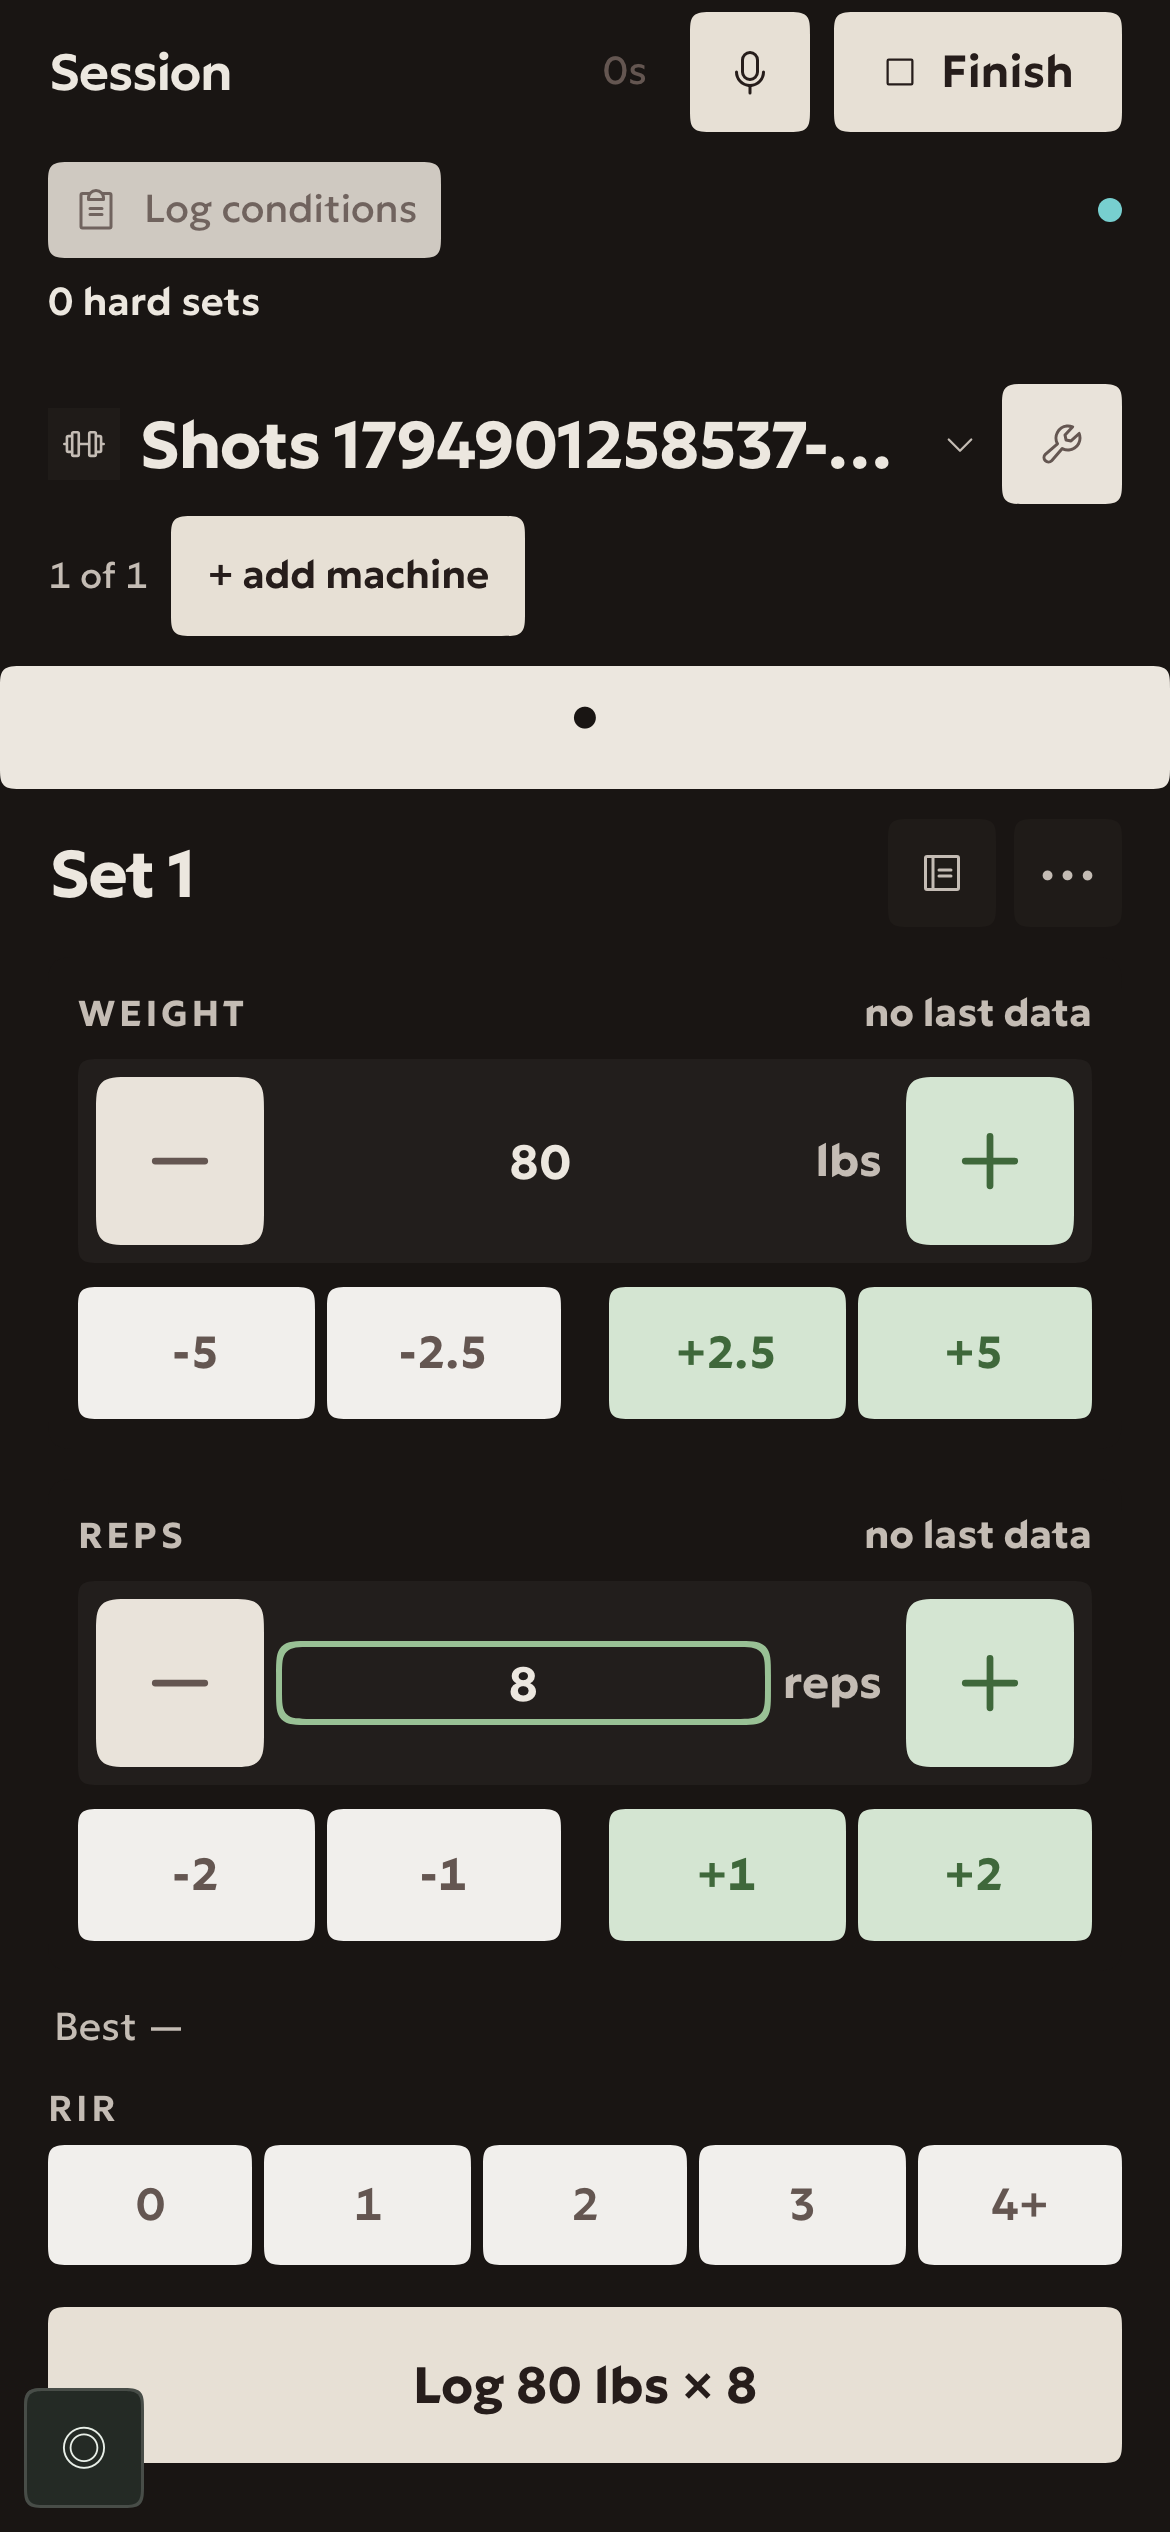 Session
0s
Finish
Log conditions
0 hard sets
Shots 1794901258537-...
1 of 1
+ add machine
Set 1
WEIGHT
no last data
80
lbs
-5
-2.5
+2.5
+5
REPS
no last data
8
reps
-2
-1
+1
+2
Best —
RIR
0
1
2
3
4+
Log 80 lbs × 8